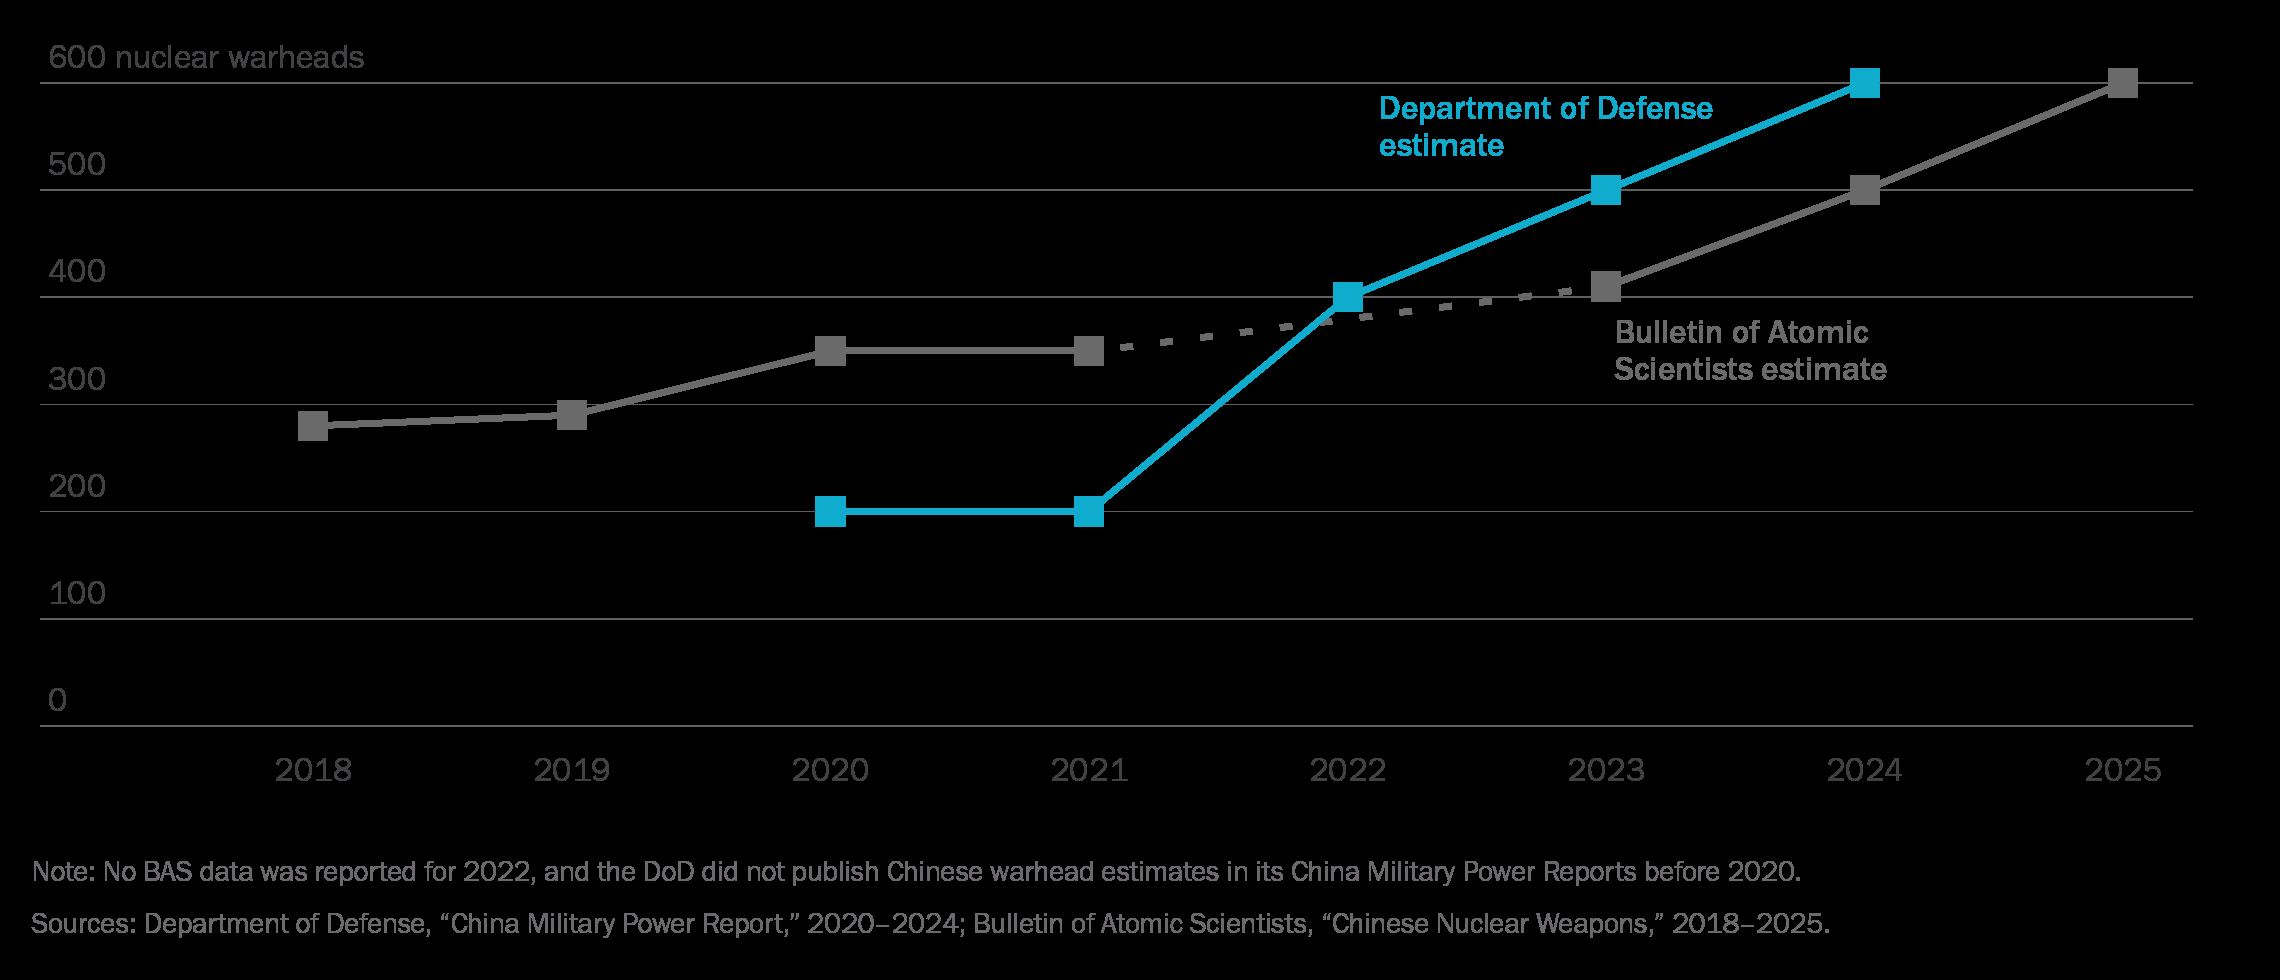 600 nuclear warheads
Department of Defense
estimate
500
400
Bulletin of Atomic
Scientists estimate
300
200
100
0
2018 2019 2020 2021 2022 2023 2024 2025
Note: No BAS data was reported for 2022, and the DoD did not publish Chinese warhead estimates in its China Military Power Reports before 2020.
Sources: Department of Defense, “China Military Power Report,” 2020–2024; Bulletin of Atomic Scientists, “Chinese Nuclear Weapons,” 2018–2025.